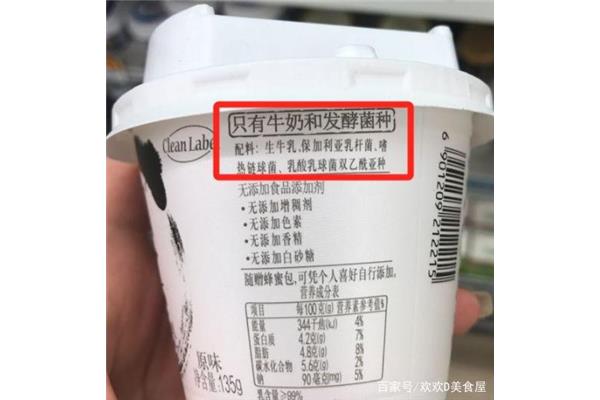 Clean Label
只有牛奶和发酵菌种
配料：生牛乳、保加利亚乳杆菌、嗜
热链球菌、乳酸乳球菌双乙酰亚种
无添加食品添加剂
·无添加增稠剂
·无添加色素
·无添加香精
·无添加白砂糖
随赠蜂蜜包，可凭个人喜好自行添加。
营养成分表
项目 每100克(g) 营养素参考值%
能量 344千焦(kJ) 4%
蛋白质 4.2克(g) 7%
脂肪 4.8克(g) 8%
碳水化合物 5.6克(g) 2%
钠 90毫克(mg) 5%
乳含量≥99%
原味
净含量:135g
6 901209 212215
百家号/欢欢D美食屋